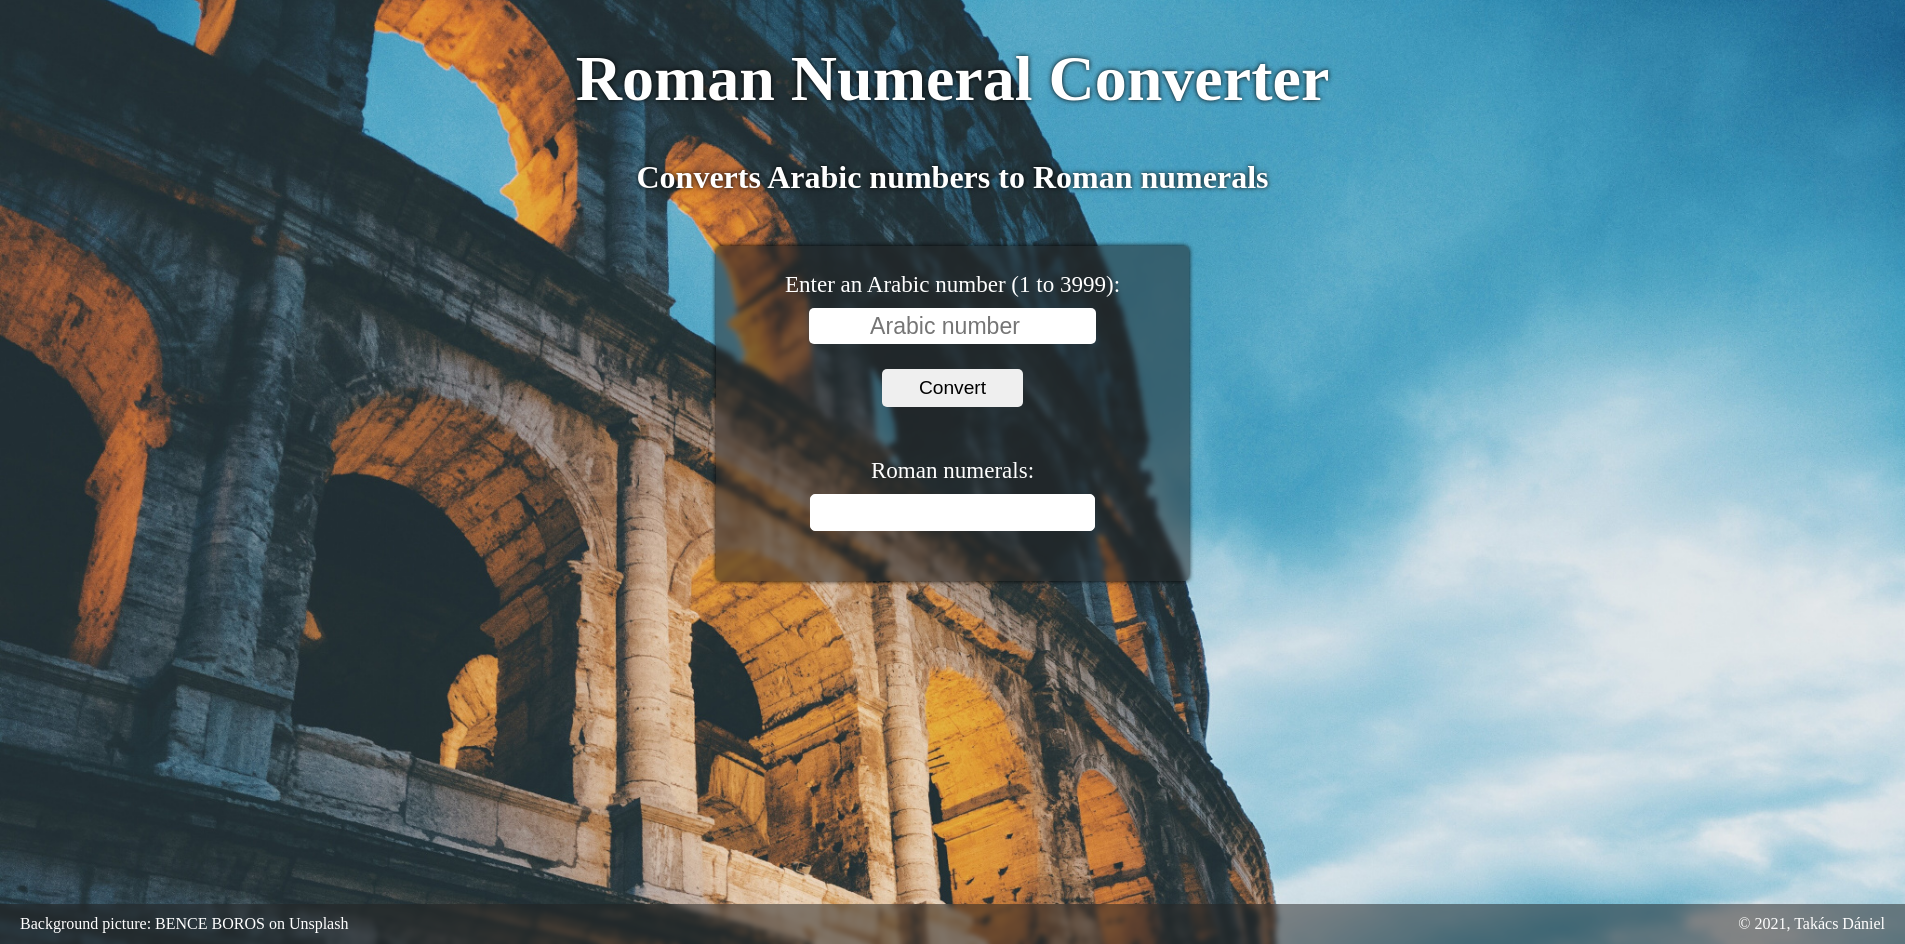 Roman Numeral Converter
Converts Arabic numbers to Roman numerals
Enter an Arabic number (1 to 3999):
Arabic number
Convert
Roman numerals:
Background picture: BENCE BOROS on Unsplash
© 2021, Takács Dániel